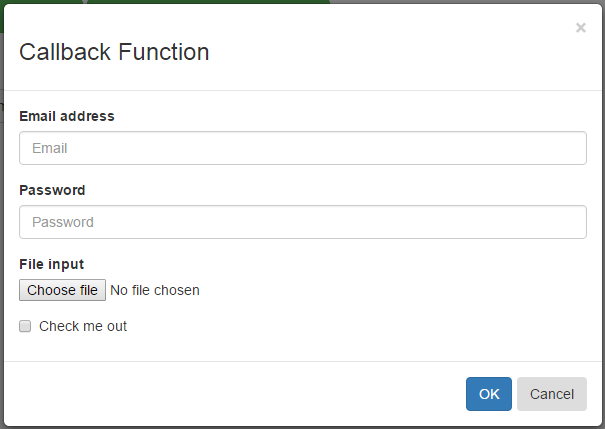 ×
Callback Function
Email address
Email
Password
Password
File input
Choose file No file chosen
Check me out
OK Cancel